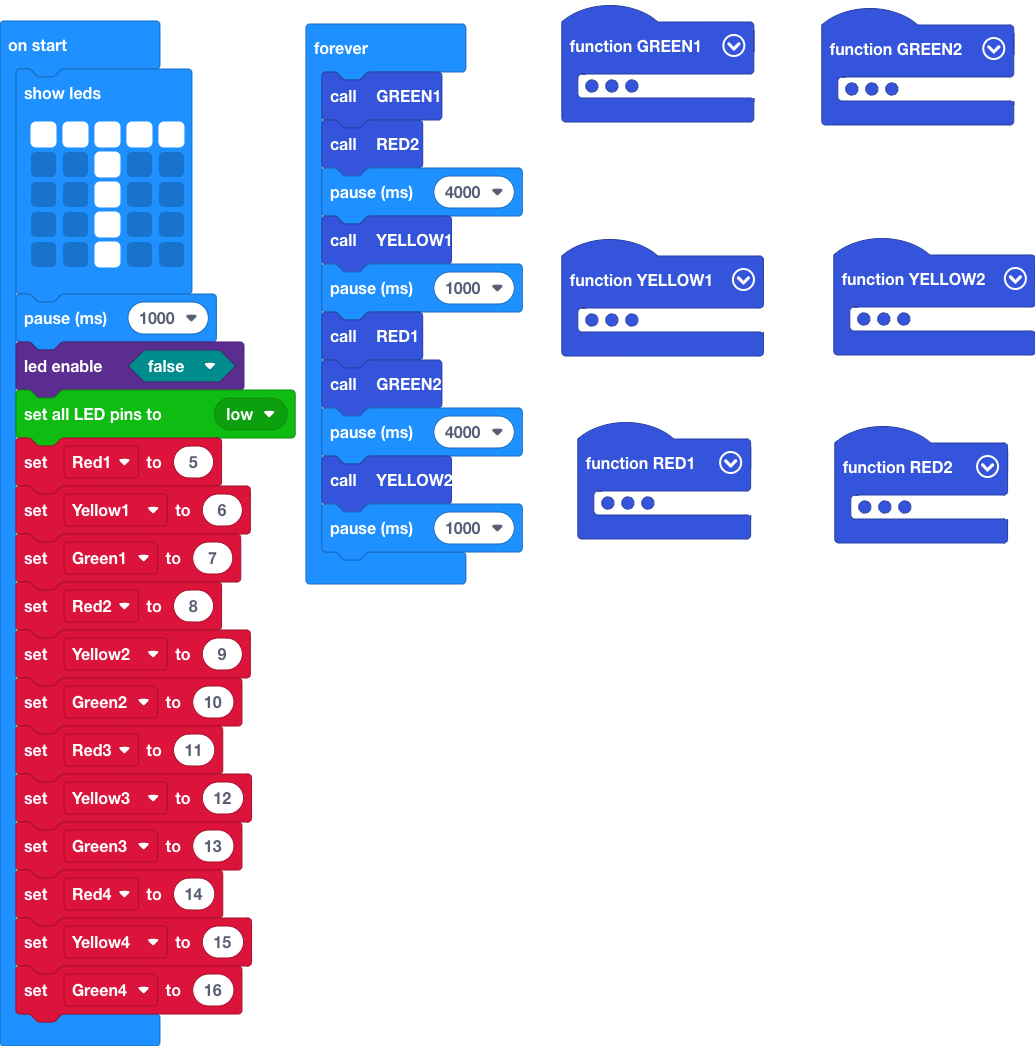 on start
show leds
pause (ms) 1000
led enable false
set all LED pins to low
set Red1 to 5
set Yellow1 to 6
set Green1 to 7
set Red2 to 8
set Yellow2 to 9
set Green2 to 10
set Red3 to 11
set Yellow3 to 12
set Green3 to 13
set Red4 to 14
set Yellow4 to 15
set Green4 to 16
forever
call GREEN1
call RED2
pause (ms) 4000
call YELLOW1
pause (ms) 1000
call RED1
call GREEN2
pause (ms) 4000
call YELLOW2
pause (ms) 1000
function GREEN1
function GREEN2
function YELLOW1
function YELLOW2
function RED1
function RED2